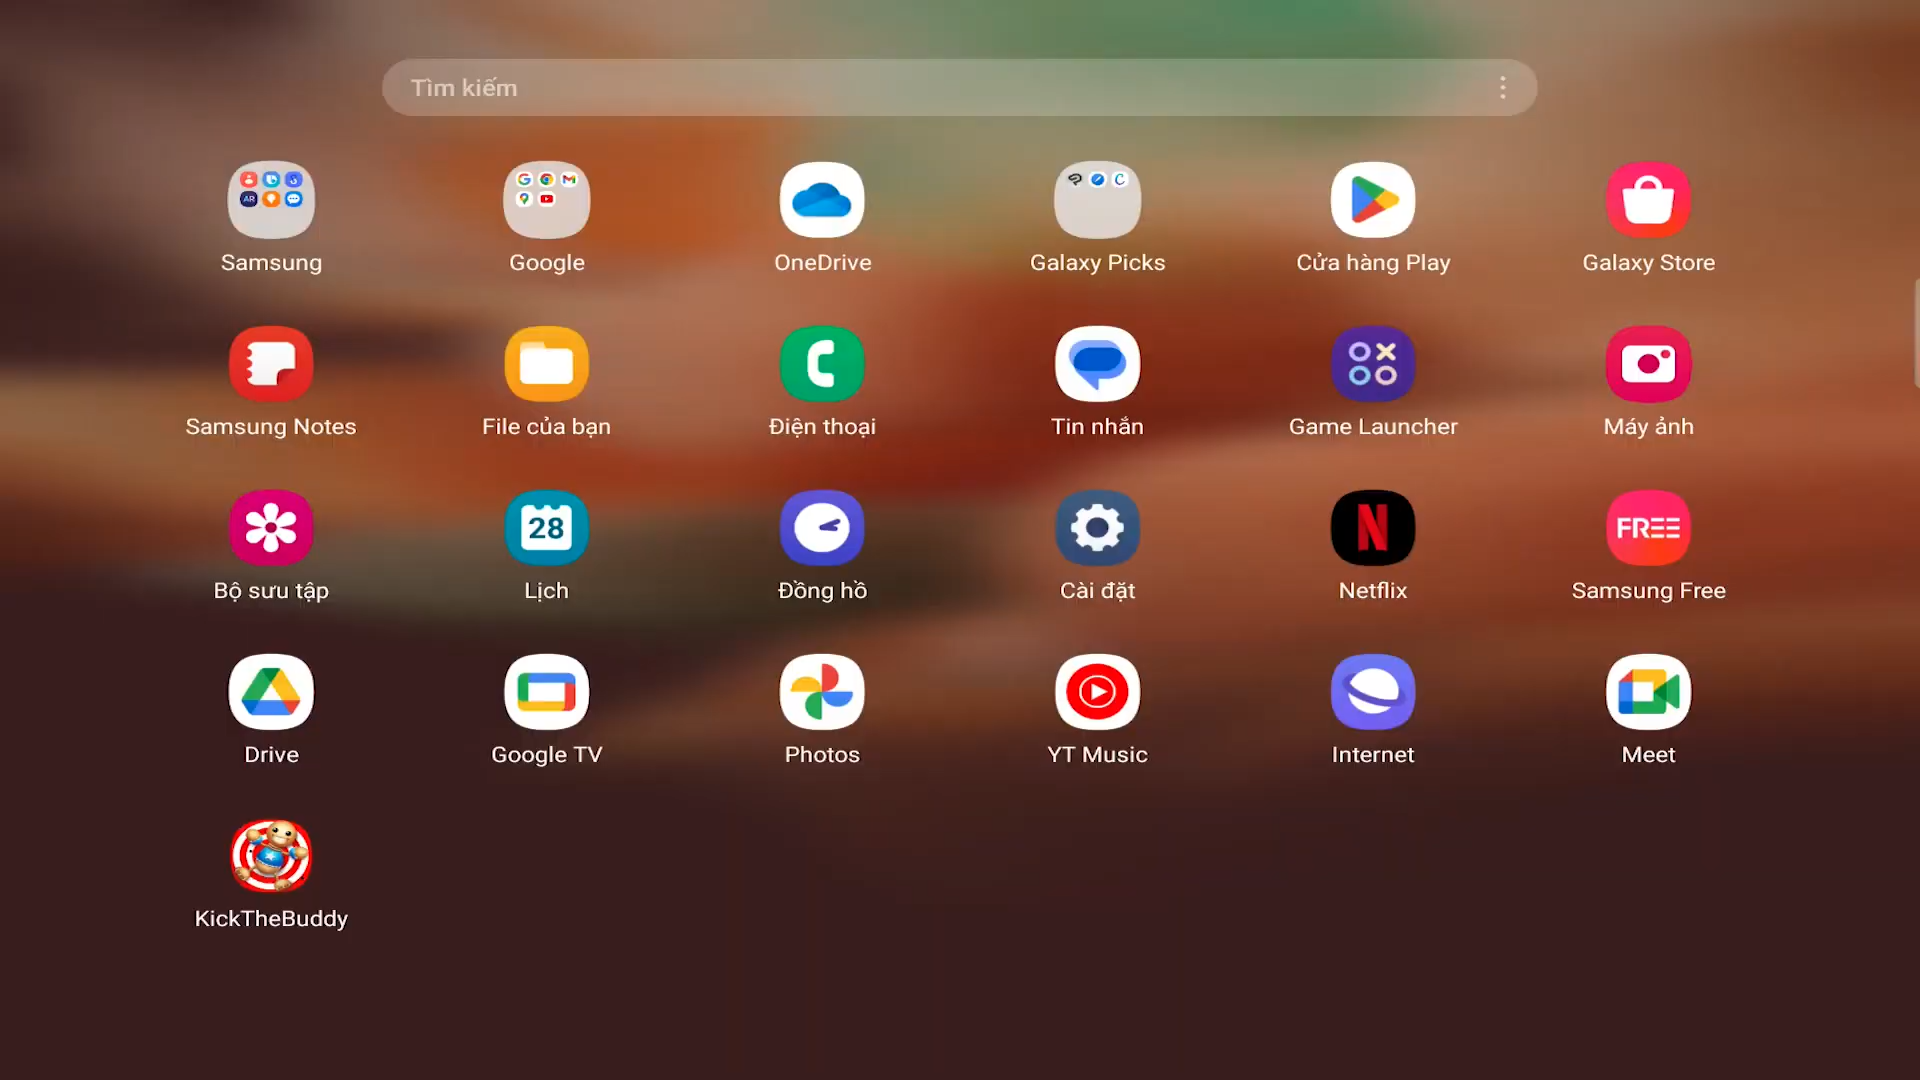 Tìm kiếm
AR
Samsung
Google
OneDrive
Galaxy Picks
Cửa hàng Play
Galaxy Store
Samsung Notes
File của bạn
Điện thoại
Tin nhắn
Game Launcher
Máy ảnh
28
N
FREE
Bộ sưu tập
Lịch
Đồng hồ
Cài đặt
Netflix
Samsung Free
Drive
Google TV
Photos
YT Music
Internet
Meet
KickTheBuddy